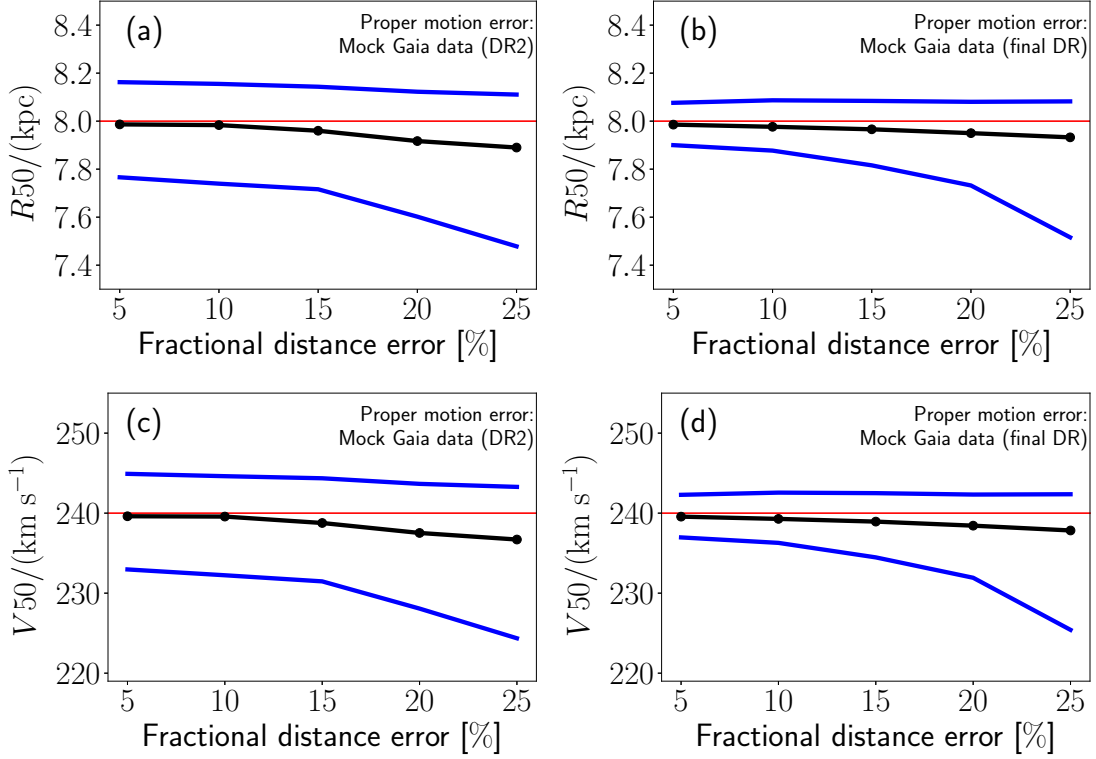 (a)
Proper motion error:
Mock Gaia data (DR2)
R50/(kpc)
8.4
8.2
8.0
7.8
7.6
7.4
5 10 15 20 25
Fractional distance error [%]
(b)
Proper motion error:
Mock Gaia data (final DR)
R50/(kpc)
8.4
8.2
8.0
7.8
7.6
7.4
5 10 15 20 25
Fractional distance error [%]
(c)
Proper motion error:
Mock Gaia data (DR2)
V50/(km s⁻¹)
250
240
230
220
5 10 15 20 25
Fractional distance error [%]
(d)
Proper motion error:
Mock Gaia data (final DR)
V50/(km s⁻¹)
250
240
230
220
5 10 15 20 25
Fractional distance error [%]